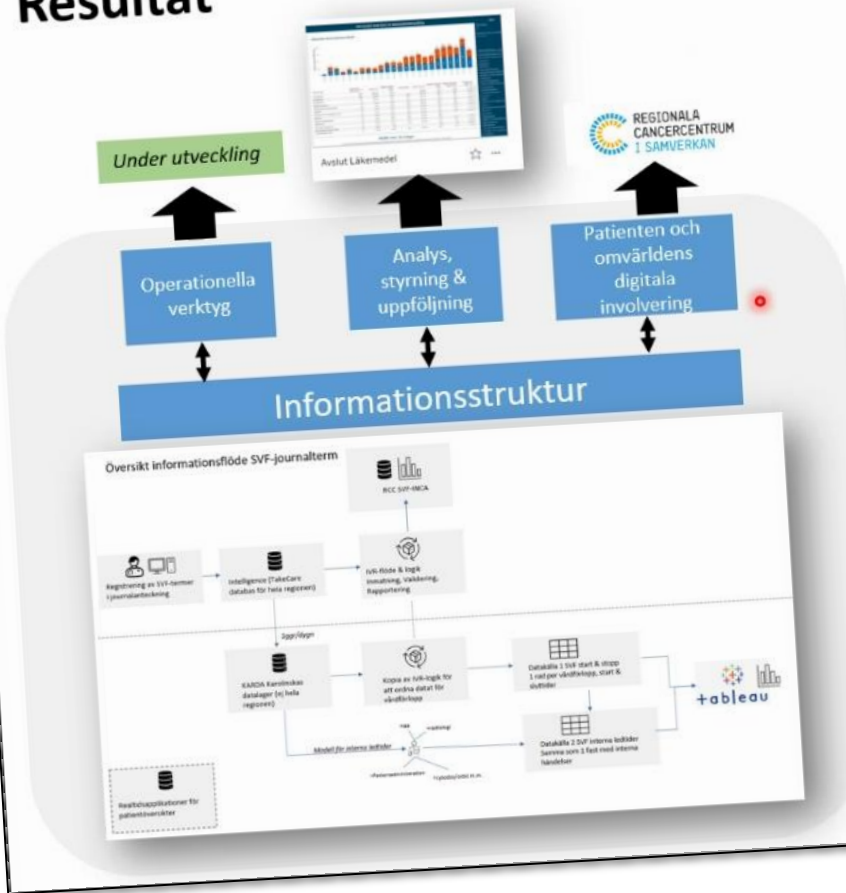 Resultat
Under utveckling
Avslut Läkemedel
REGIONALA
CANCERCENTRUM
I SAMVERKAN
Operationella
verktyg
Analys,
styrning &
uppföljning
Patienten och
omvärldens
digitala
involvering
Informationsstruktur
Översikt informationsflöde SVF-journalterm
RCC SVF-INCA
Registrering av SVF-termer
i journalanteckning
Intelligence (TakeCare
databas för hela regionen)
IVR-flöde & logik
Inmatning, Validering,
Rapportering
2ggr/dygn
KARDA Karolinskas
datalager (ej hela
regionen)
Kopia av IVR-logik för
att ordna datat för
vårdförlopp
Datakälla 1 SVF start & stopp
1 rad per vårdförlopp, start &
sluttider
+ableau
Modell för interna ledtider
Datakälla 2 SVF interna ledtider
Samma som 1 fast med interna
händelser
Realtidsapplikationer för
patientöversikter